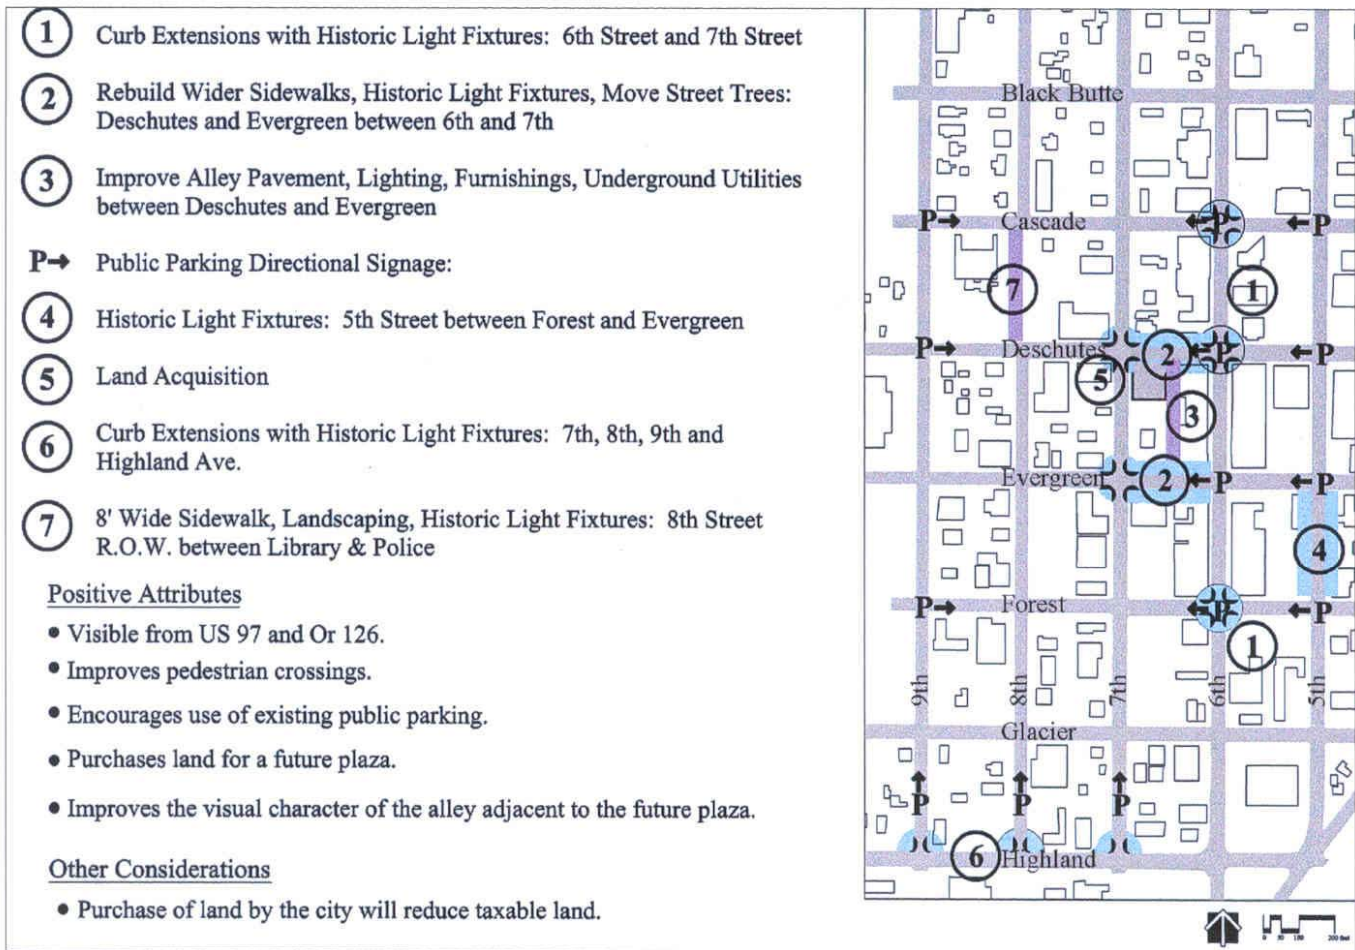 1 Curb Extensions with Historic Light Fixtures: 6th Street and 7th Street
2 Rebuild Wider Sidewalks, Historic Light Fixtures, Move Street Trees:
Deschutes and Evergreen between 6th and 7th
3 Improve Alley Pavement, Lighting, Furnishings, Underground Utilities
between Deschutes and Evergreen
P→ Public Parking Directional Signage:
4 Historic Light Fixtures: 5th Street between Forest and Evergreen
5 Land Acquisition
6 Curb Extensions with Historic Light Fixtures: 7th, 8th, 9th and
Highland Ave.
7 8' Wide Sidewalk, Landscaping, Historic Light Fixtures: 8th Street
R.O.W. between Library & Police
Positive Attributes
• Visible from US 97 and Or 126.
• Improves pedestrian crossings.
• Encourages use of existing public parking.
• Purchases land for a future plaza.
• Improves the visual character of the alley adjacent to the future plaza.
Other Considerations
• Purchase of land by the city will reduce taxable land.
Black Butte
P→ Cascade ←P ←P
7 1
P→ Deschutes 2 ←P ←P
5
3
Evergreen 2 ←P ←P
4
P→ Forest ←P ←P
1
9th 8th 7th 6th 5th
Glacier
P P P
6 Highland